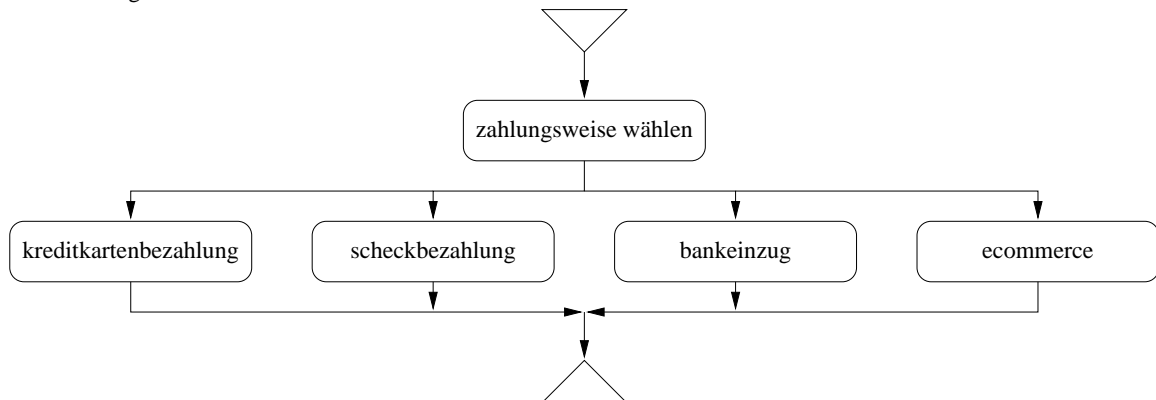 zahlungsweise wählen
kreditkartenbezahlung
scheckbezahlung
bankeinzug
ecommerce